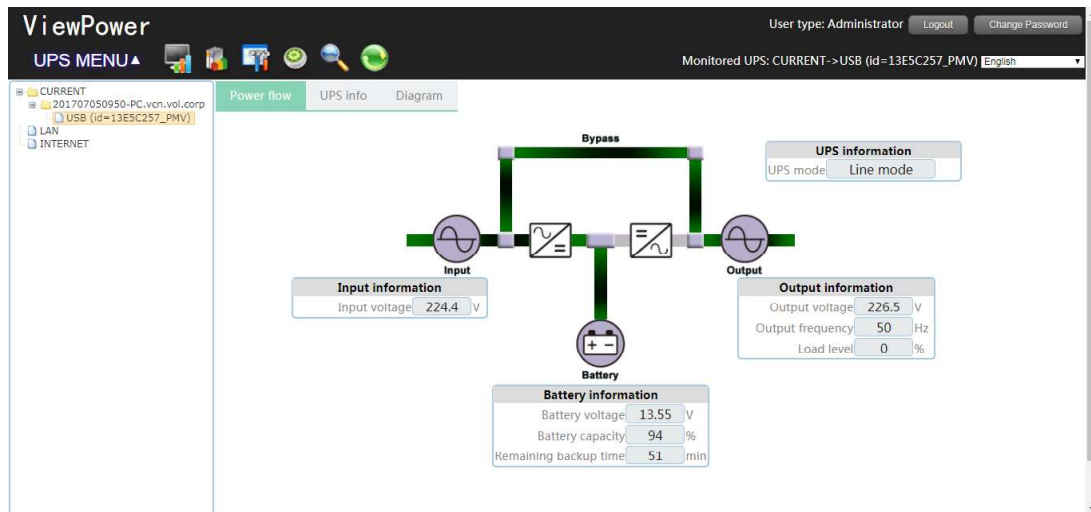 ViewPower
User type: Administrator Logout Change Password
UPS MENU▲
Monitored UPS: CURRENT->USB (id=13E5C257_PMV) English
CURRENT
201707050950-PC.vcn.vol.corp
USB (id=13E5C257_PMV)
LAN
INTERNET
Power flow UPS info Diagram
Bypass
UPS information
UPS mode Line mode
Input
Output
Input information
Input voltage 224.4 V
Output information
Output voltage 226.5 V
Output frequency 50 Hz
Load level 0 %
Battery
Battery information
Battery voltage 13.55 V
Battery capacity 94 %
Remaining backup time 51 min